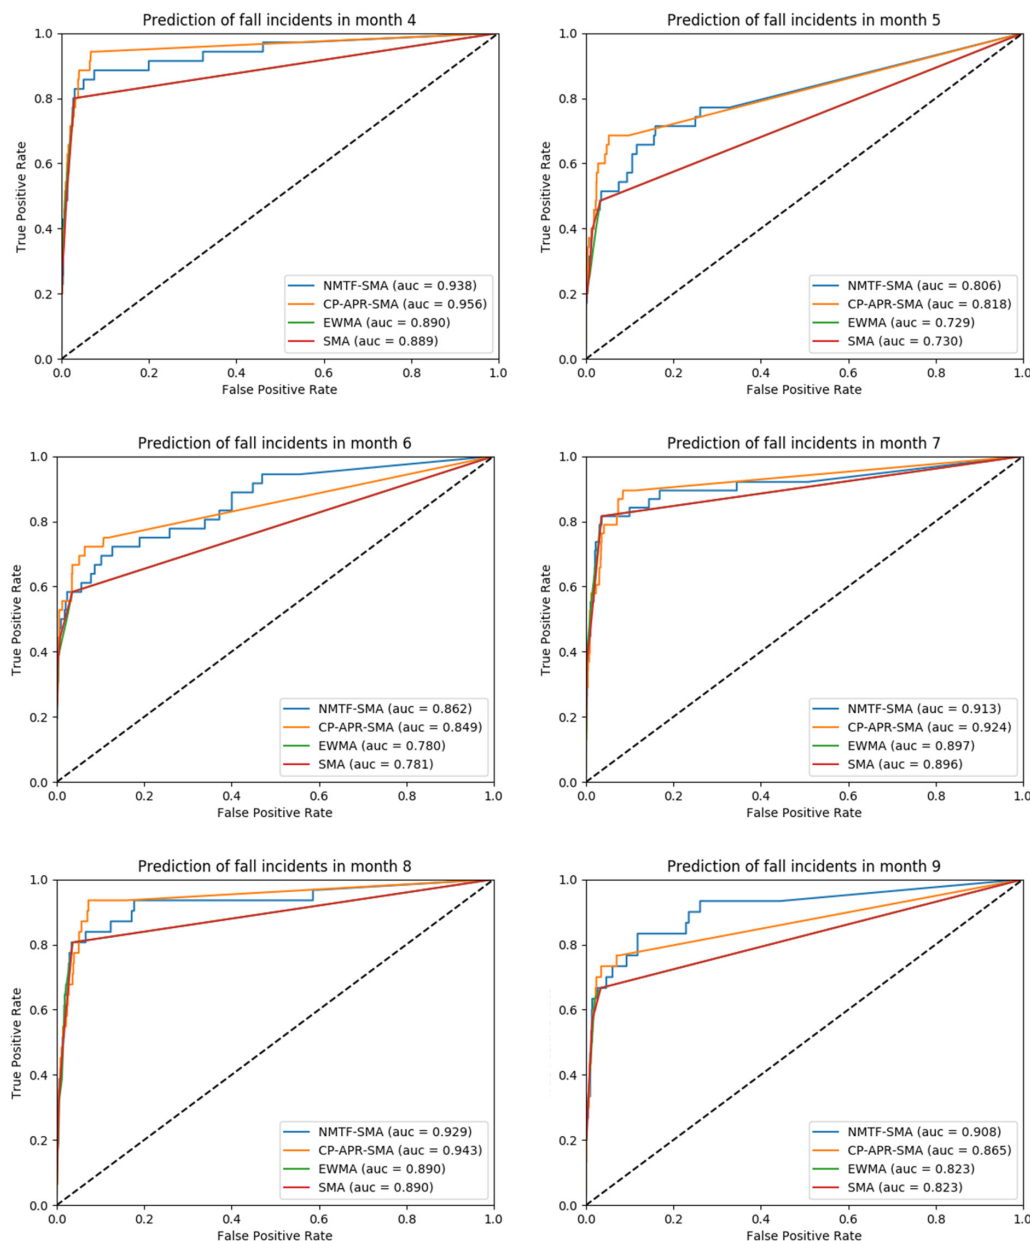 Prediction of fall incidents in month 4
1.0
0.8
0.6
0.4
0.2
0.0
True Positive Rate
NMTF-SMA (auc = 0.938)
CP-APR-SMA (auc = 0.956)
EWMA (auc = 0.890)
SMA (auc = 0.889)
0.0 0.2 0.4 0.6 0.8 1.0
False Positive Rate
Prediction of fall incidents in month 5
1.0
0.8
0.6
0.4
0.2
0.0
True Positive Rate
NMTF-SMA (auc = 0.806)
CP-APR-SMA (auc = 0.818)
EWMA (auc = 0.729)
SMA (auc = 0.730)
0.0 0.2 0.4 0.6 0.8 1.0
False Positive Rate
Prediction of fall incidents in month 6
1.0
0.8
0.6
0.4
0.2
0.0
True Positive Rate
NMTF-SMA (auc = 0.862)
CP-APR-SMA (auc = 0.849)
EWMA (auc = 0.780)
SMA (auc = 0.781)
0.0 0.2 0.4 0.6 0.8 1.0
False Positive Rate
Prediction of fall incidents in month 7
1.0
0.8
0.6
0.4
0.2
0.0
True Positive Rate
NMTF-SMA (auc = 0.913)
CP-APR-SMA (auc = 0.924)
EWMA (auc = 0.897)
SMA (auc = 0.896)
0.0 0.2 0.4 0.6 0.8 1.0
False Positive Rate
Prediction of fall incidents in month 8
1.0
0.8
0.6
0.4
0.2
0.0
True Positive Rate
NMTF-SMA (auc = 0.929)
CP-APR-SMA (auc = 0.943)
EWMA (auc = 0.890)
SMA (auc = 0.890)
0.0 0.2 0.4 0.6 0.8 1.0
False Positive Rate
Prediction of fall incidents in month 9
1.0
0.8
0.6
0.4
0.2
0.0
True Positive Rate
NMTF-SMA (auc = 0.908)
CP-APR-SMA (auc = 0.865)
EWMA (auc = 0.823)
SMA (auc = 0.823)
0.0 0.2 0.4 0.6 0.8 1.0
False Positive Rate